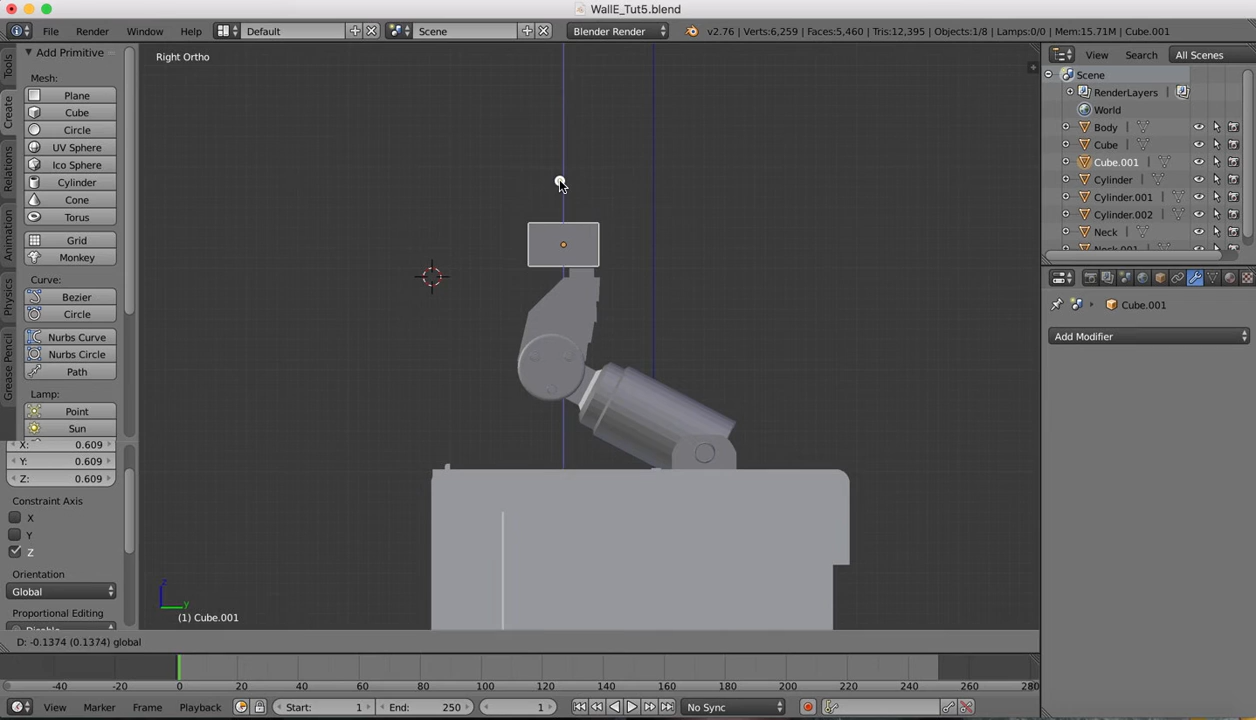 WallE_Tut5.blend
File Render Window Help Default Scene Blender Render v2.76 | Verts:6,259 | Faces:5,460 | Tris:12,395 | Objects:1/8 | Lamps:0/0 | Mem:15.71M | Cube.001
Tools
Create
Relations
Animation
Physics
Grease Pencil
Add Primitive
Mesh:
Plane
Cube
Circle
UV Sphere
Ico Sphere
Cylinder
Cone
Torus
Grid
Monkey
Curve:
Bezier
Circle
Nurbs Curve
Nurbs Circle
Path
Lamp:
Point
Sun
X: 0.609
Y: 0.609
Z: 0.609
Constraint Axis
X
Y
Z
Orientation
Global
Proportional Editing
Right Ortho
z
y
(1) Cube.001
D: -0.1374 (0.1374) global
View Search All Scenes
Scene
RenderLayers |
World
Body |
Cube |
Cube.001 |
Cylinder |
Cylinder.001 |
Cylinder.002 |
Neck |
Neck.001
Cube.001
Add Modifier
-40 -20 0 20 40 60 80 100 120 140 160 180 200 220 240 260 280
View Marker Frame Playback Start: 1 End: 250 1 No Sync